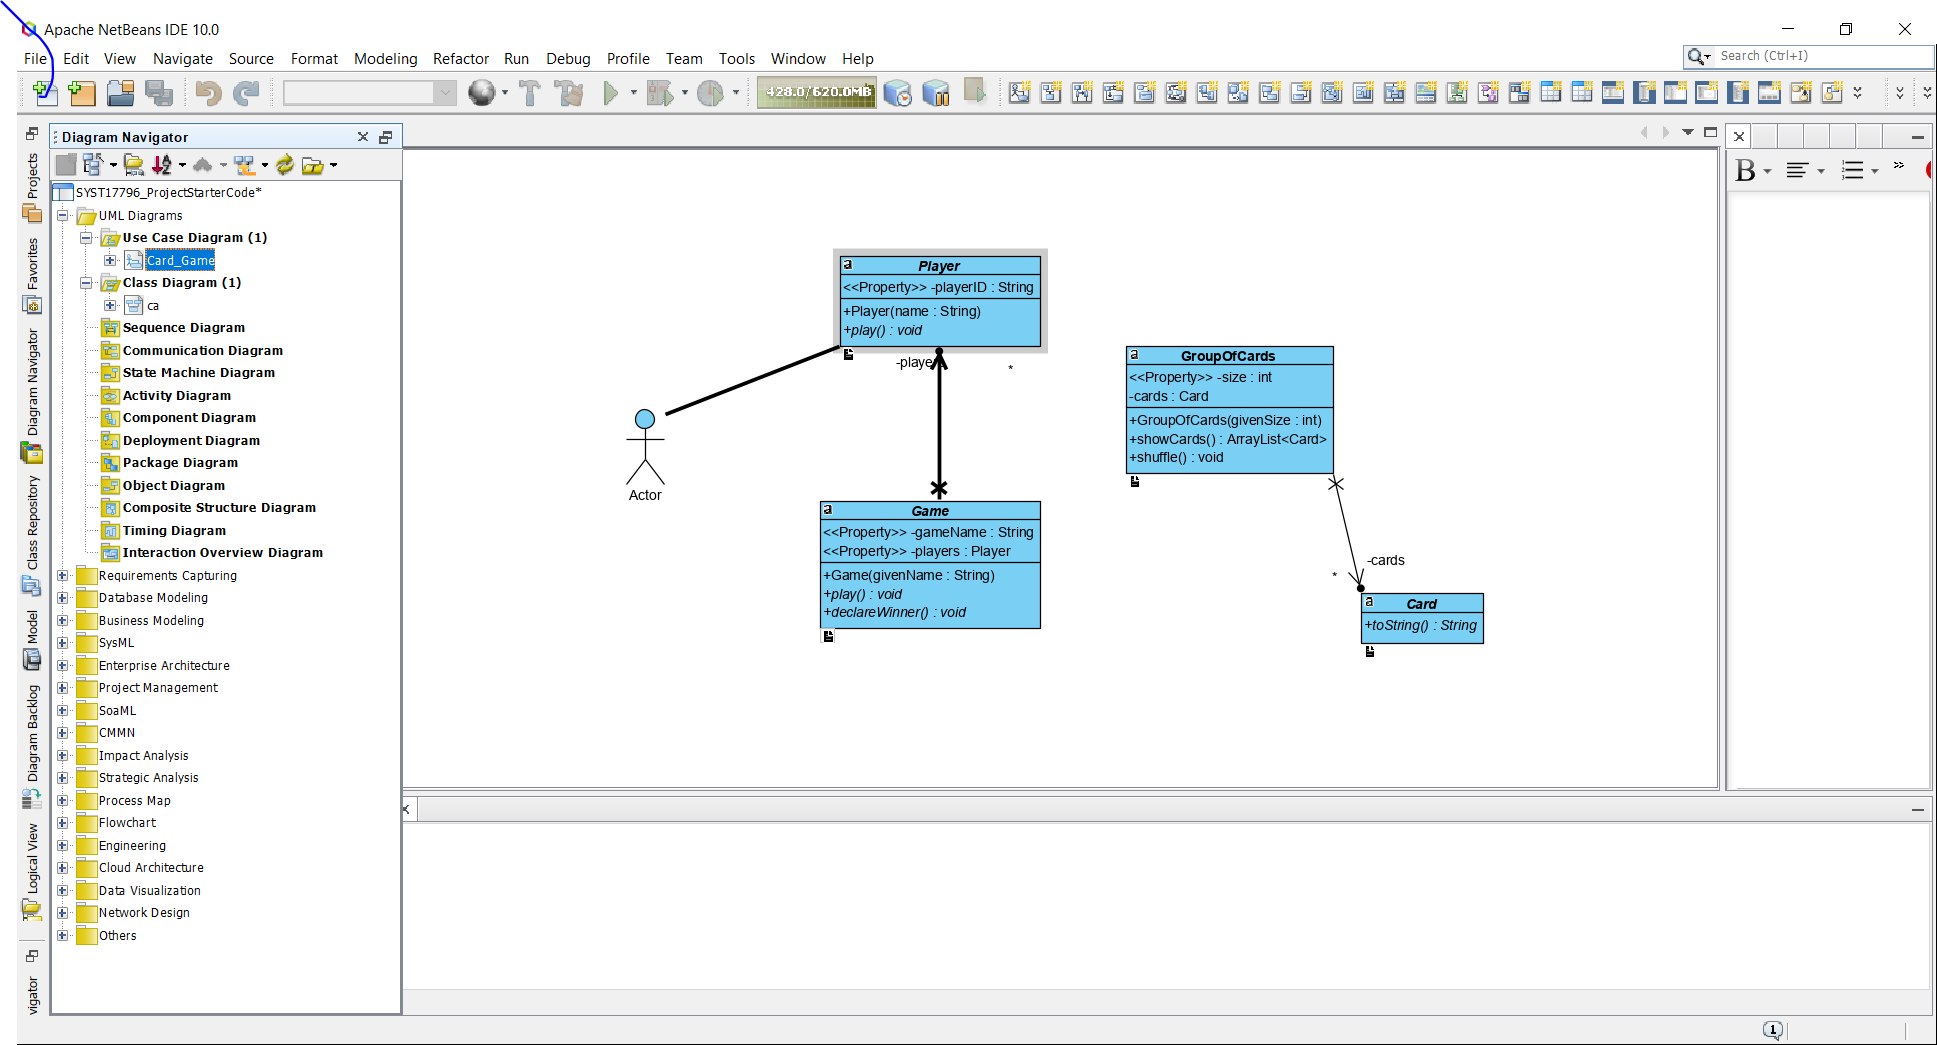 Apache NetBeans IDE 10.0
File Edit View Navigate Source Format Modeling Refactor Run Debug Profile Team Tools Window Help
Search (Ctrl+I)
428.0/620.0MB
Projects
Favorites
Diagram Navigator
Class Repository
Model
Diagram Backlog
Logical View
vigator
Diagram Navigator
SYST17796_ProjectStarterCode*
UML Diagrams
Use Case Diagram (1)
Card_Game
Class Diagram (1)
ca
Sequence Diagram
Communication Diagram
State Machine Diagram
Activity Diagram
Component Diagram
Deployment Diagram
Package Diagram
Object Diagram
Composite Structure Diagram
Timing Diagram
Interaction Overview Diagram
Requirements Capturing
Database Modeling
Business Modeling
SysML
Enterprise Architecture
Project Management
SoaML
CMMN
Impact Analysis
Strategic Analysis
Process Map
Flowchart
Engineering
Cloud Architecture
Data Visualization
Network Design
Others
a Player
<<Property>> -playerID : String
+Player(name : String)
+play() : void
-playe
*
Actor
a Game
<<Property>> -gameName : String
<<Property>> -players : Player
+Game(givenName : String)
+play() : void
+declareWinner() : void
a GroupOfCards
<<Property>> -size : int
-cards : Card
+GroupOfCards(givenSize : int)
+showCards() : ArrayList<Card>
+shuffle() : void
-cards
*
a Card
+toString() : String
B
1